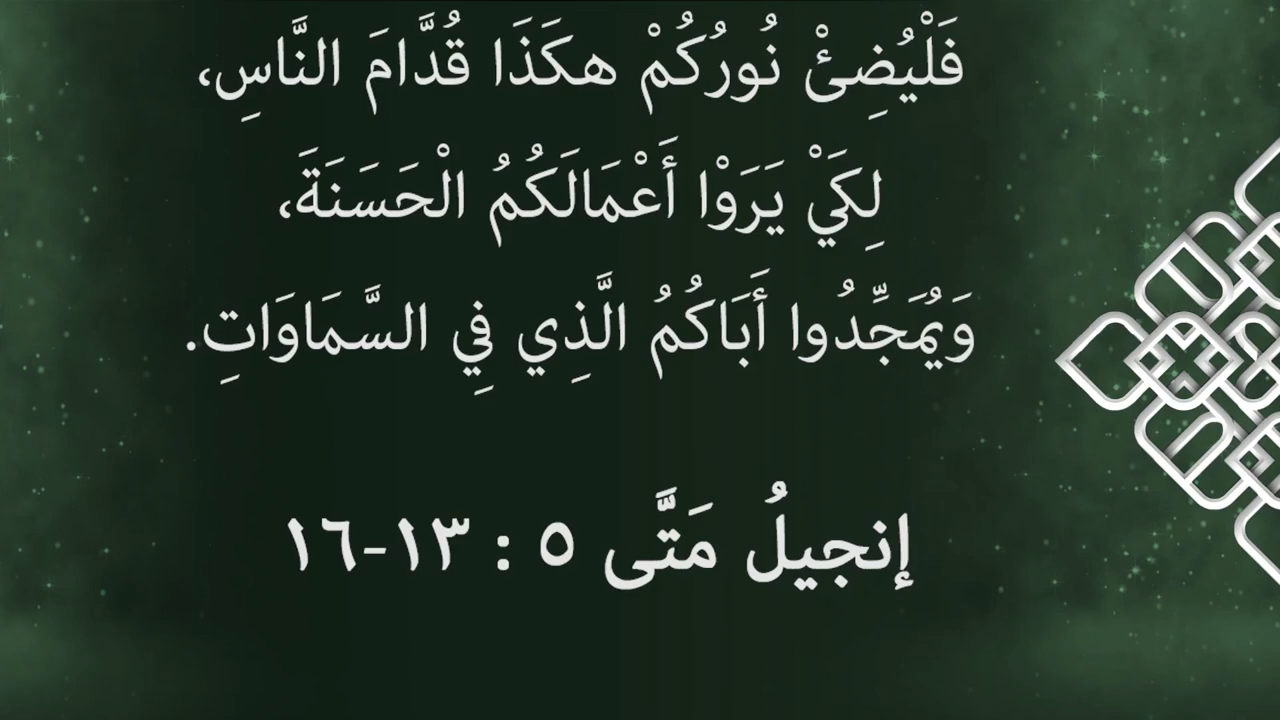 فَلْيُضِئْ نُورُكُمْ هكَذَا قُدَّامَ النَّاسِ،
لِكَيْ يَرَوْا أَعْمَالَكُمُ الْحَسَنَةَ،
وَيُمَجِّدُوا أَبَاكُمُ الَّذِي فِي السَّمَاوَاتِ.
إنجيلُ مَتَّى ٥ : ١٣-١٦